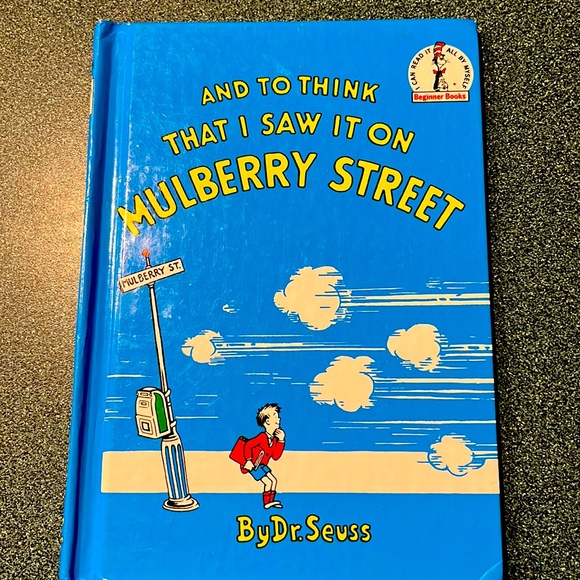 I CAN READ IT ALL BY MYSELF
Beginner Books
AND TO THINK
THAT I SAW IT ON
MULBERRY STREET
MULBERRY ST.
By Dr. Seuss